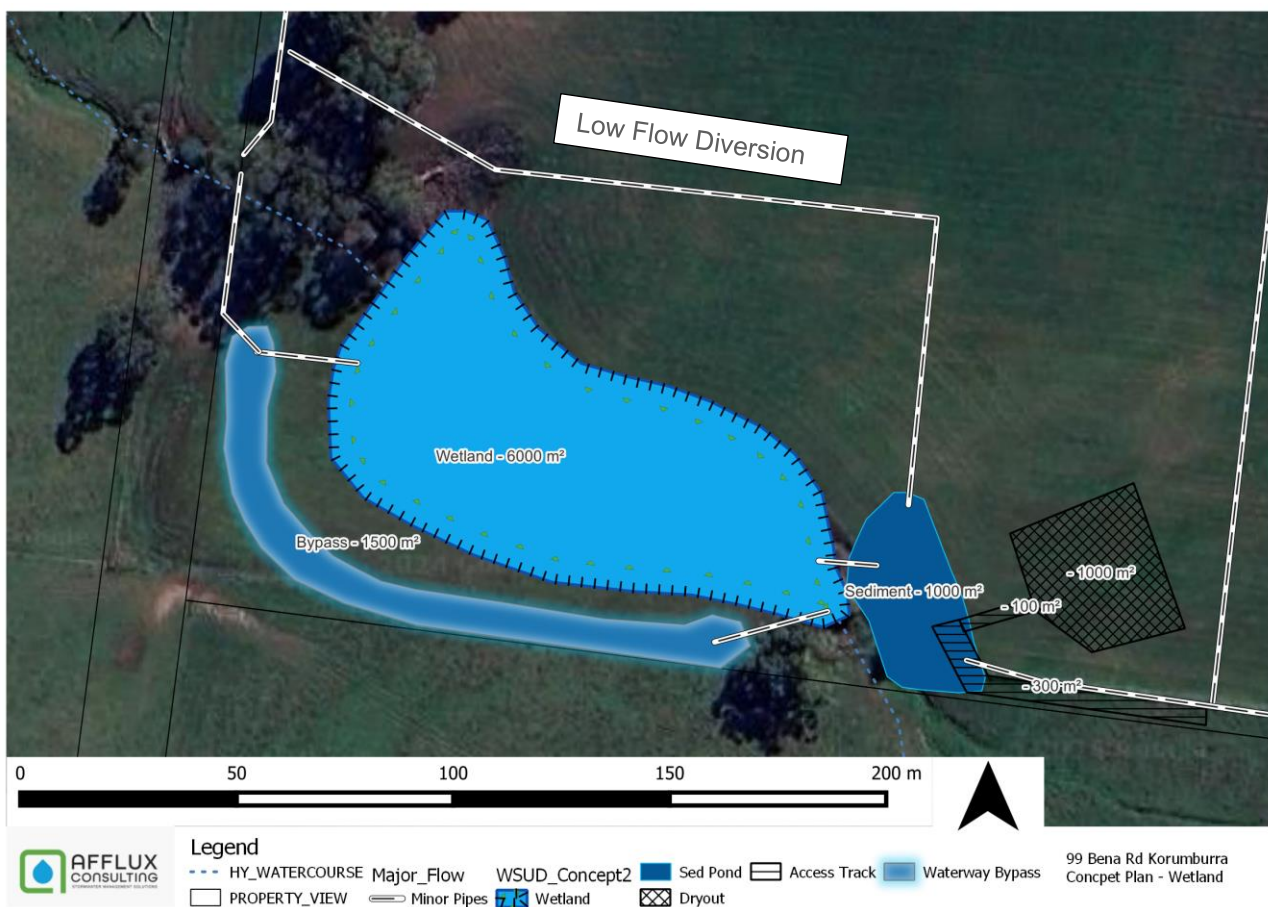 Low Flow Diversion
Wetland - 6000 m²
Bypass - 1500 m²
- 1000 m²
Sediment - 1000 m²
- 100 m²
- 300 m²
0 50 100 150 200 m
AFFLUX
CONSULTING
STORMWATER MANAGEMENT SOLUTIONS
Legend
HY_WATERCOURSE Major_Flow WSUD_Concept2 Sed Pond Access Track Waterway Bypass
PROPERTY_VIEW Minor Pipes Wetland Dryout
99 Bena Rd Korumburra
Concpet Plan - Wetland